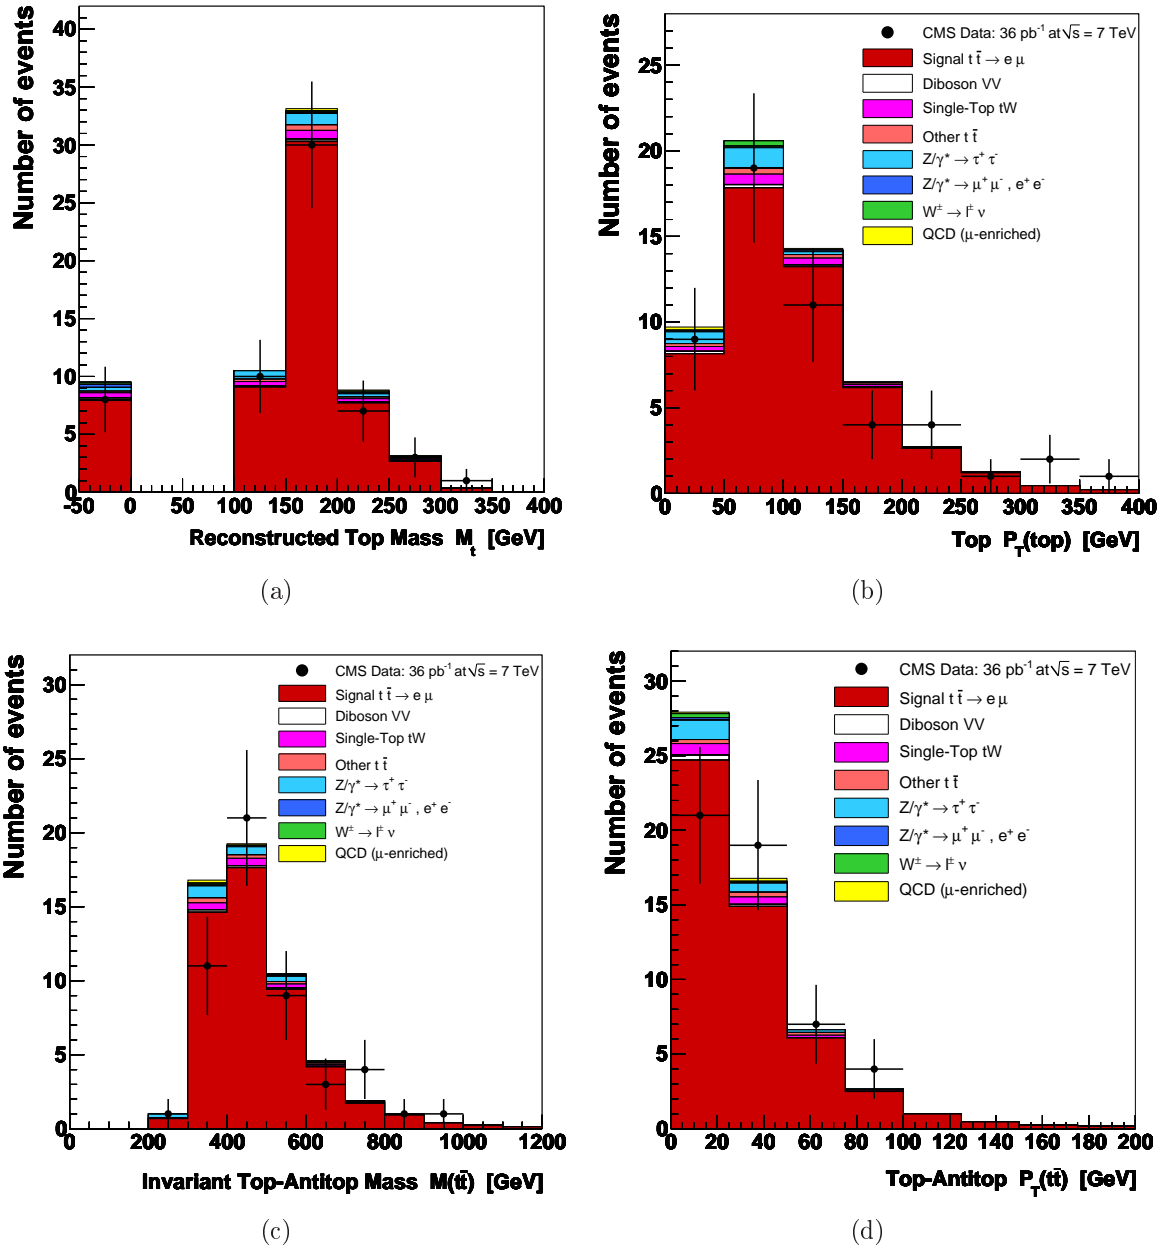 Number of events
40
35
30
25
20
15
10
5
0
-50 0 50 100 150 200 250 300 350 400
Reconstructed Top Mass M_t [GeV]
(a)
Number of events
25
20
15
10
5
0
0 50 100 150 200 250 300 350 400
Top P_T(top) [GeV]
CMS Data: 36 pb⁻¹ at √s = 7 TeV
Signal t t̄ → e μ
Diboson VV
Single-Top tW
Other t t̄
Z/γ* → τ⁺ τ⁻
Z/γ* → μ⁺ μ⁻ , e⁺ e⁻
W± → l± ν
QCD (μ-enriched)
(b)
Number of events
30
25
20
15
10
5
0
0 200 400 600 800 1000 1200
Invariant Top-Antitop Mass M(tt̄) [GeV]
CMS Data: 36 pb⁻¹ at √s = 7 TeV
Signal t t̄ → e μ
Diboson VV
Single-Top tW
Other t t̄
Z/γ* → τ⁺ τ⁻
Z/γ* → μ⁺ μ⁻ , e⁺ e⁻
W± → l± ν
QCD (μ-enriched)
(c)
Number of events
30
25
20
15
10
5
0
0 20 40 60 80 100 120 140 160 180 200
Top-Antitop P_T(tt̄) [GeV]
CMS Data: 36 pb⁻¹ at √s = 7 TeV
Signal t t̄ → e μ
Diboson VV
Single-Top tW
Other t t̄
Z/γ* → τ⁺ τ⁻
Z/γ* → μ⁺ μ⁻ , e⁺ e⁻
W± → l± ν
QCD (μ-enriched)
(d)